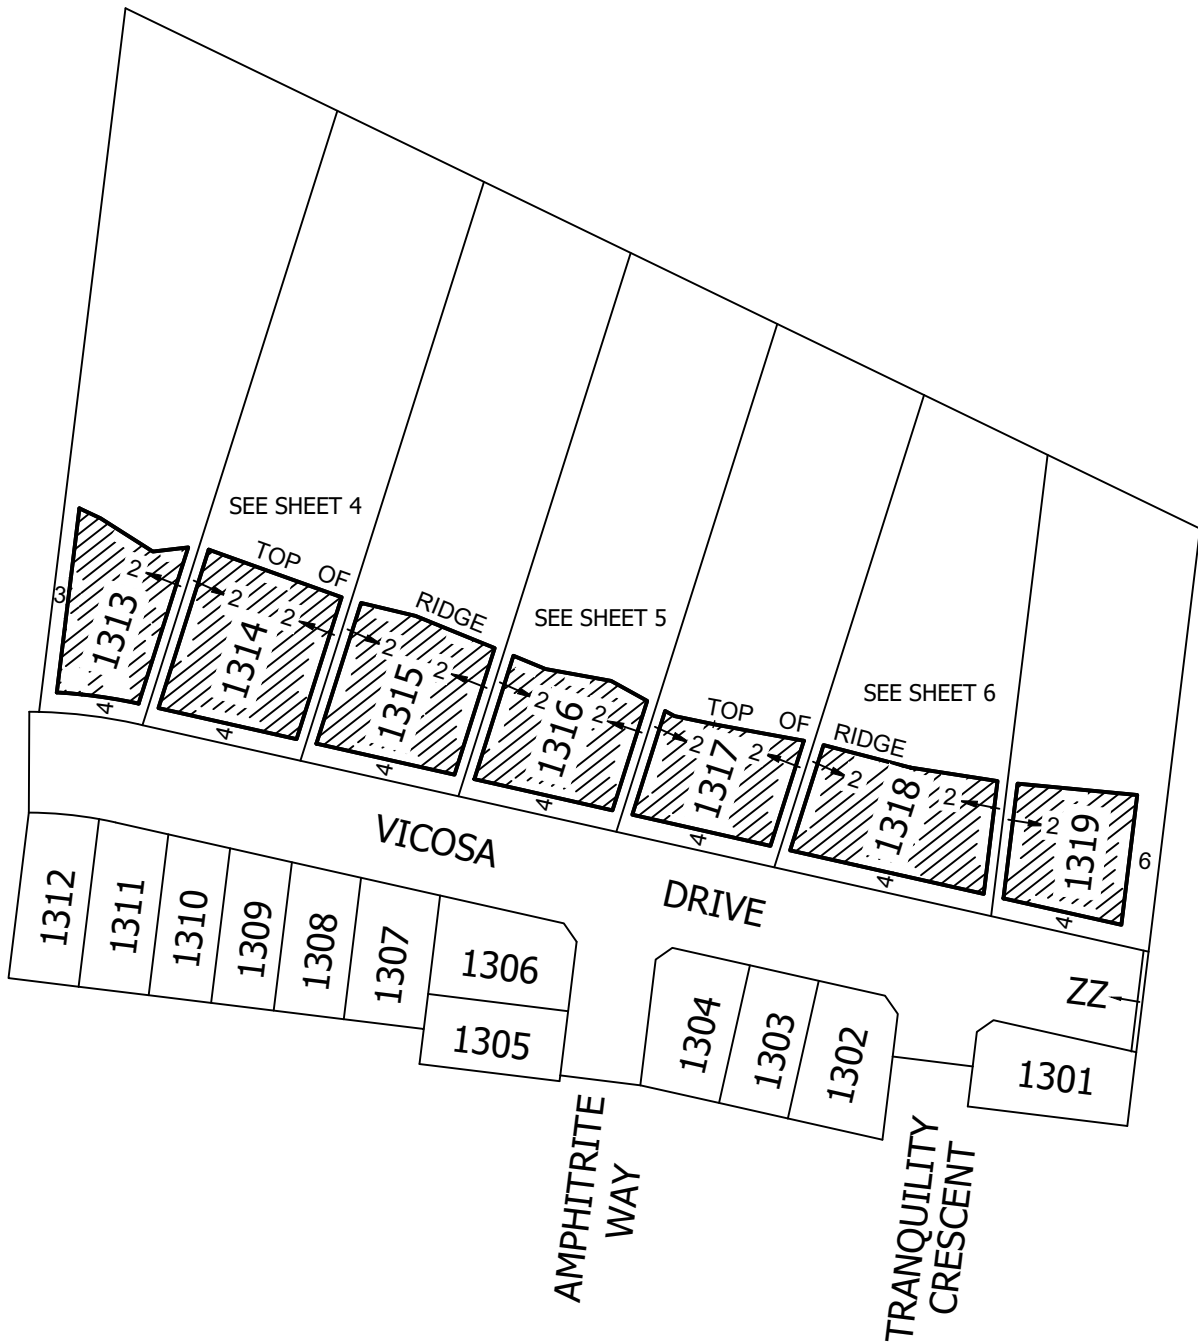 SEE SHEET 4
TOP OF
RIDGE
SEE SHEET 5
SEE SHEET 6
TOP OF
RIDGE
2
2
2
2
2
2
2
2
2
2
2
2
3
1313
1314
1315
1316
1317
1318
1319
6
4
4
4
4
4
4
4
VICOSA
DRIVE
1312
1311
1310
1309
1308
1307
1306
1305
1304
1303
1302
1301
ZZ
AMPHITRITE
WAY
TRANQUILITY
CRESCENT